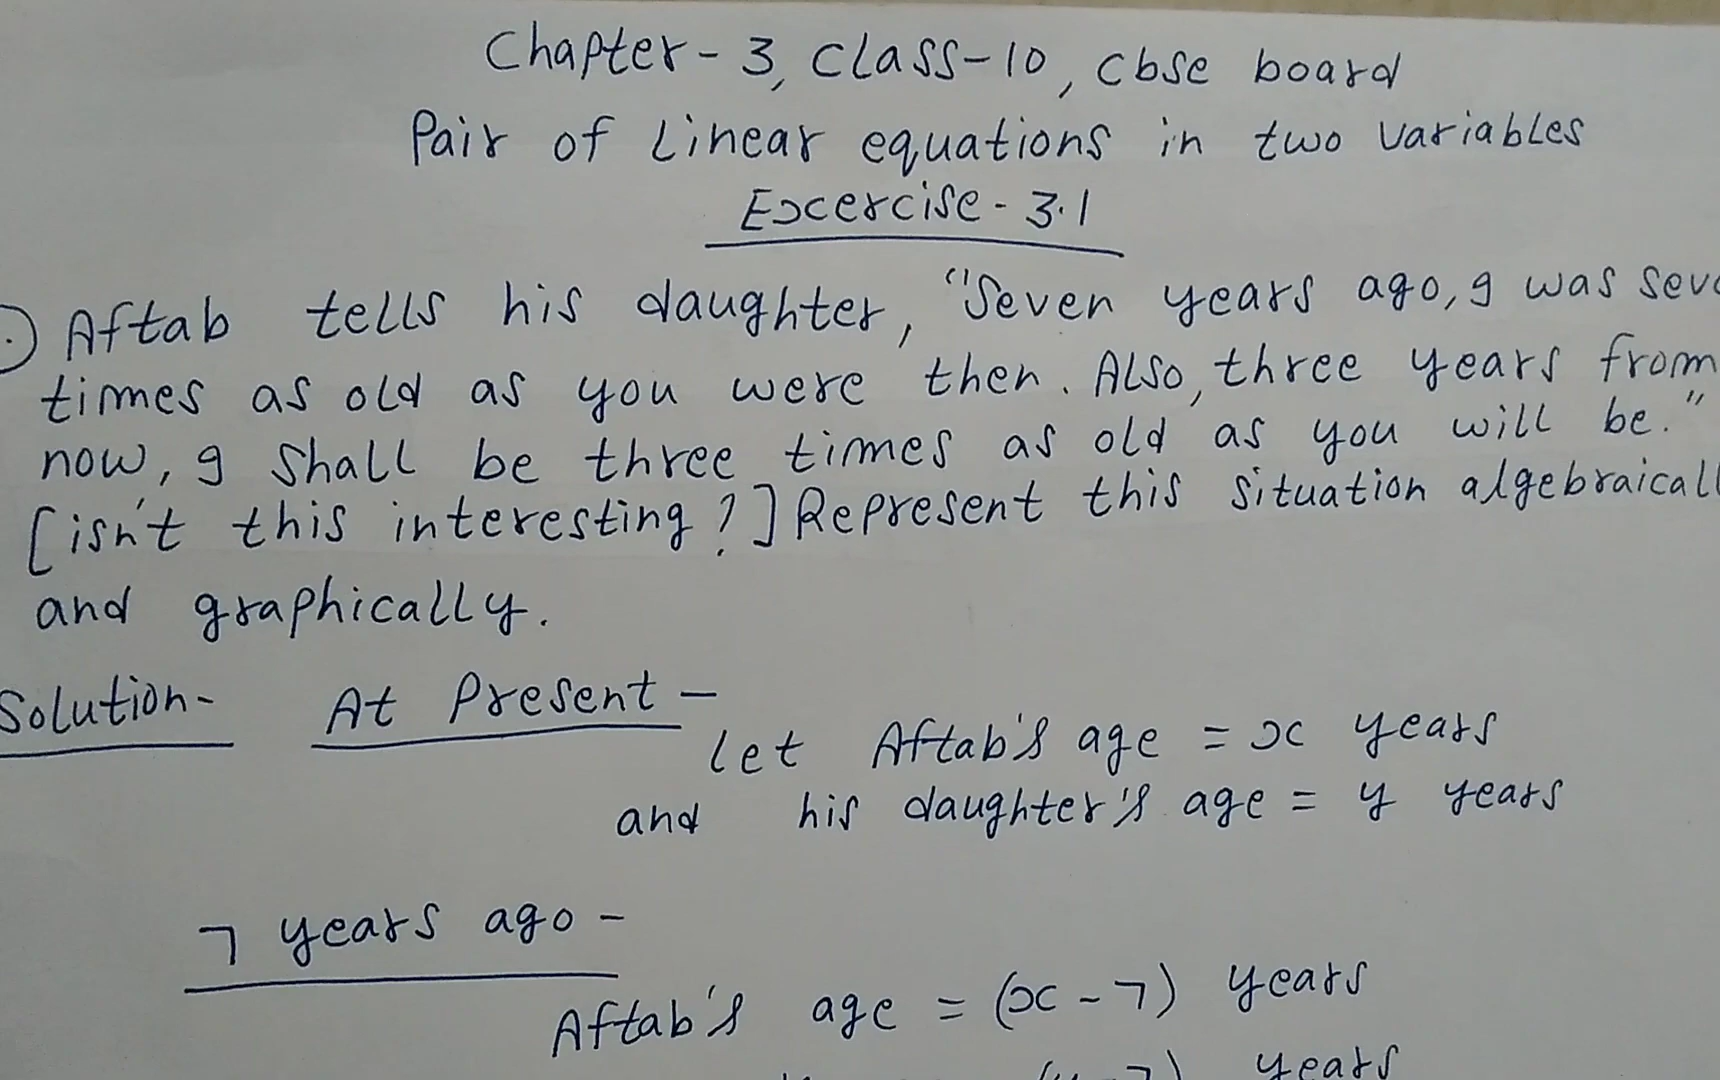 Chapter - 3, Class-10, Cbse board
Pair of Linear equations in two variables
Excercise - 3.1
Aftab tells his daughter, "Seven years ago, I was
times as old as you were then. Also, three years from
now, I shall be three times as old as you will be."
[isn't this interesting?] Represent this situation
and graphically.
Solution- At Present -
Let Aftab's age = x years
and his daughter's age = y years
7 years ago -
Aftab's age = (x - 7) years
years